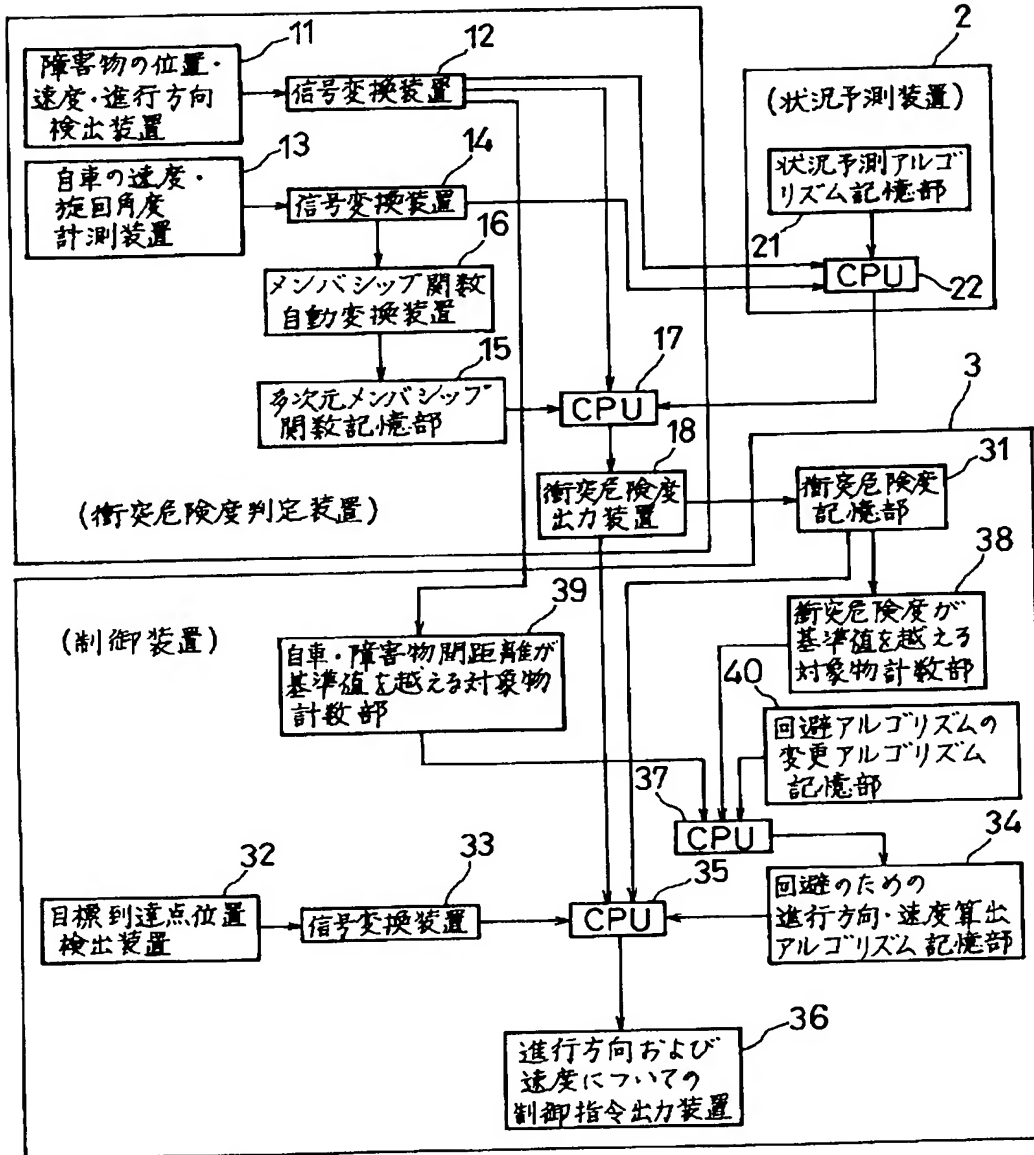 11
障害物の位置・
速度・進行方向
検出装置
12
信号変換装置
2
(状況予測装置)
13
自車の速度・
旋回角度
計測装置
14
信号変換装置
状況予測アルゴ
リズム記憶部
21
16
メンバシップ関数
自動変換装置
CPU
22
15
多次元メンバシップ
関数記憶部
17
CPU
3
18
衝突危険度
出力装置
31
衝突危険度
記憶部
(衝突危険度判定装置)
38
衝突危険度が
基準値を越える
対象物計数部
39
(制御装置)
自車・障害物間距離が
基準値を越える対象物
計数部
40
回避アルゴリズムの
変更アルゴリズム
記憶部
37
CPU
34
回避のための
進行方向・速度算出
アルゴリズム記憶部
32
目標到達点位置
検出装置
33
信号変換装置
35
CPU
36
進行方向および
速度についての
制御指令出力装置